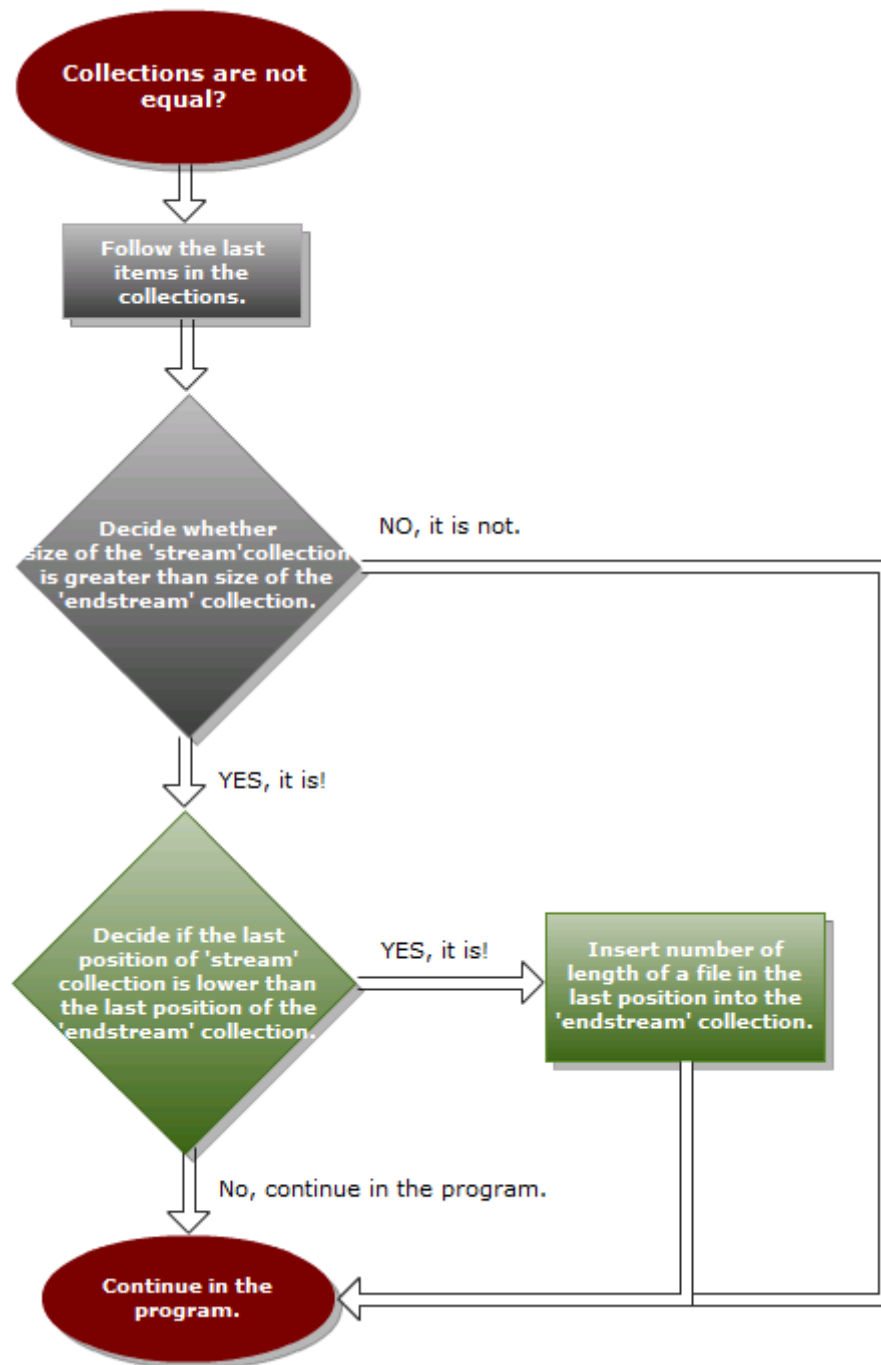 Collections are not
equal?
Follow the last
items in the
collections.
Decide whether
size of the 'stream'collection
is greater than size of the
'endstream' collection.
NO, it is not.
YES, it is!
Decide if the last
position of 'stream'
collection is lower than
the last position of the
'endstream' collection.
YES, it is!
Insert number of
length of a file in the
last position into the
'endstream' collection.
No, continue in the program.
Continue in the
program.